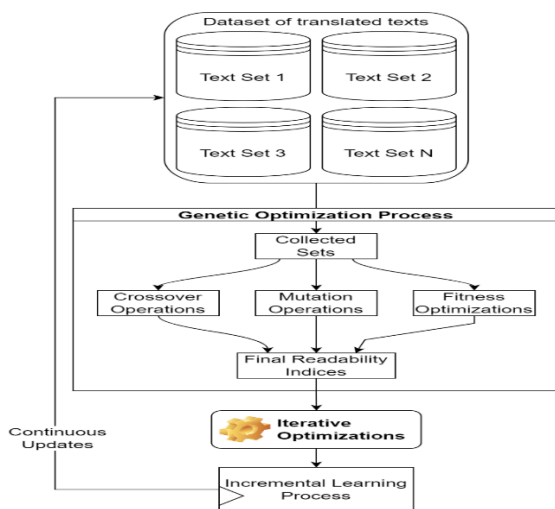 Dataset of translated texts
Text Set 1
Text Set 2
Text Set 3
Text Set N
Genetic Optimization Process
Collected
Sets
Crossover
Operations
Mutation
Operations
Fitness
Optimizations
Final Readability
Indices
Iterative
Optimizations
Continuous
Updates
Incremental Learning
Process